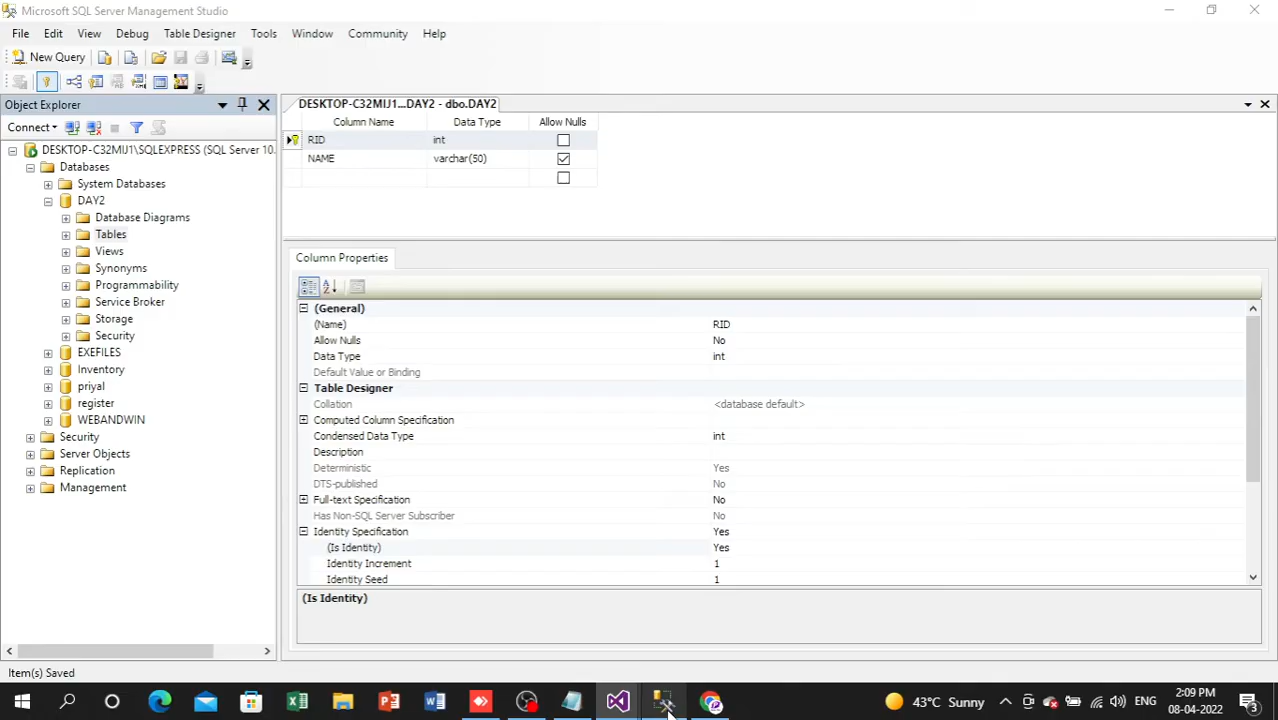 Microsoft SQL Server Management Studio
File Edit View Debug Table Designer Tools Window Community Help
New Query
Object Explorer
Connect
DESKTOP-C32MIJ1\SQLEXPRESS (SQL Server 10.
Databases
System Databases
DAY2
Database Diagrams
Tables
Views
Synonyms
Programmability
Service Broker
Storage
Security
EXEFILES
Inventory
priyal
register
WEBANDWIN
Security
Server Objects
Replication
Management
DESKTOP-C32MIJ1...DAY2 - dbo.DAY2
Column Name Data Type Allow Nulls
RID int
NAME varchar(50)
Column Properties
(General)
(Name) RID
Allow Nulls No
Data Type int
Default Value or Binding
Table Designer
Collation <database default>
Computed Column Specification
Condensed Data Type int
Description
Deterministic Yes
DTS-published No
Full-text Specification No
Has Non-SQL Server Subscriber No
Identity Specification Yes
(Is Identity) Yes
Identity Increment 1
Identity Seed 1
(Is Identity)
Item(s) Saved
43°C Sunny
ENG
2:09 PM
08-04-2022
3